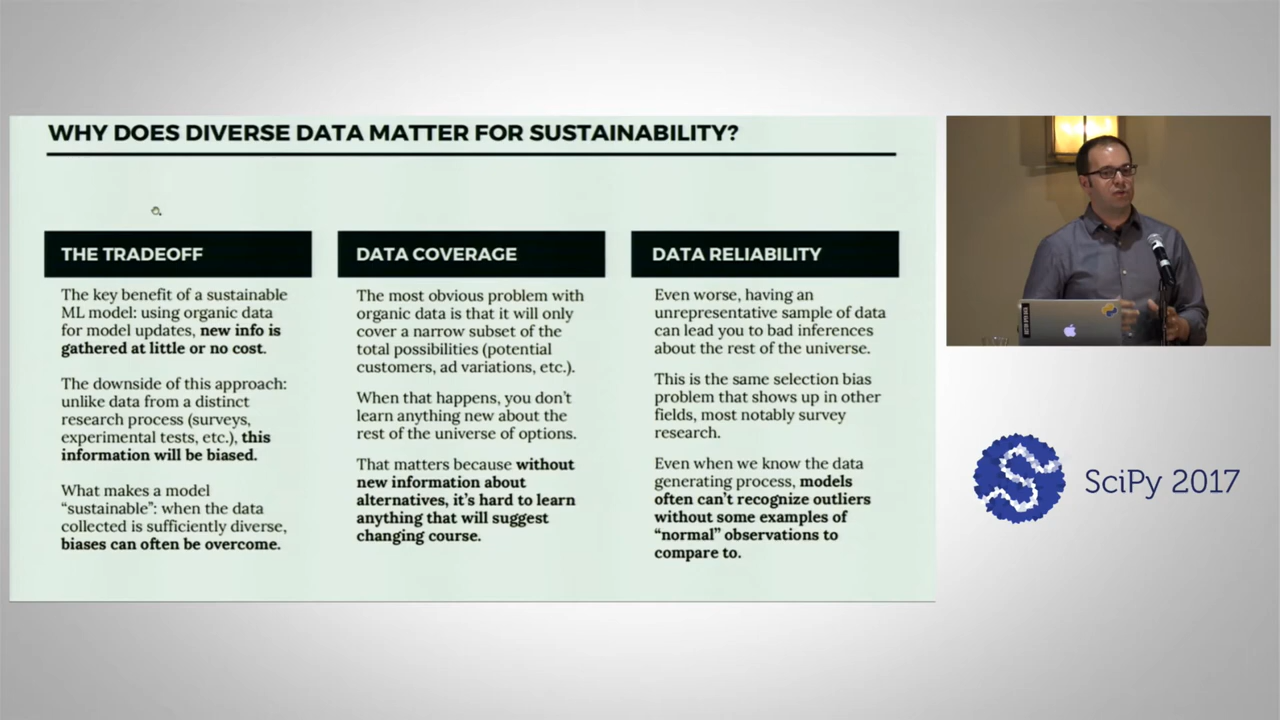 WHY DOES DIVERSE DATA MATTER FOR SUSTAINABILITY?
THE TRADEOFF
The key benefit of a sustainable
ML model: using organic data
for model updates, new info is
gathered at little or no cost.
The downside of this approach:
unlike data from a distinct
research process (surveys,
experimental tests, etc.), this
information will be biased.
What makes a model
“sustainable”: when the data
collected is sufficiently diverse,
biases can often be overcome.
DATA COVERAGE
The most obvious problem with
organic data is that it will only
cover a narrow subset of the
total possibilities (potential
customers, ad variations, etc.).
When that happens, you don’t
learn anything new about the
rest of the universe of options.
That matters because without
new information about
alternatives, it’s hard to learn
anything that will suggest
changing course.
DATA RELIABILITY
Even worse, having an
unrepresentative sample of data
can lead you to bad inferences
about the rest of the universe.
This is the same selection bias
problem that shows up in other
fields, most notably survey
research.
Even when we know the data
generating process, models
often can’t recognize outliers
without some examples of
“normal” observations to
compare to.
SciPy 2017